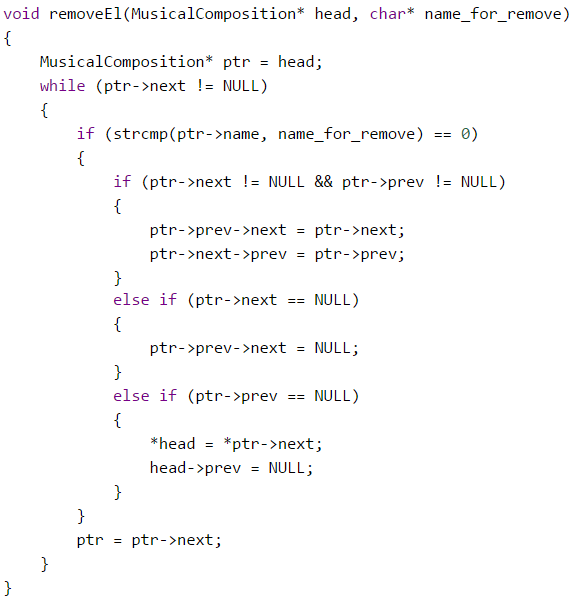 void removeEl(MusicalComposition* head, char* name_for_remove)
{
    MusicalComposition* ptr = head;
    while (ptr->next != NULL)
    {
        if (strcmp(ptr->name, name_for_remove) == 0)
        {
            if (ptr->next != NULL && ptr->prev != NULL)
            {
                ptr->prev->next = ptr->next;
                ptr->next->prev = ptr->prev;
            }
            else if (ptr->next == NULL)
            {
                ptr->prev->next = NULL;
            }
            else if (ptr->prev == NULL)
            {
                *head = *ptr->next;
                head->prev = NULL;
            }
        }
        ptr = ptr->next;
    }
}